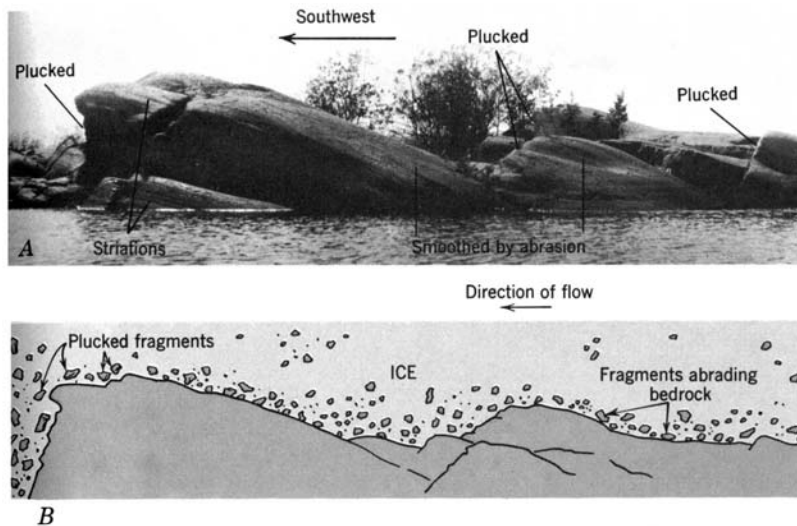 Southwest
Plucked
Plucked
Plucked
Striations
Smoothed by abrasion
A
Direction of flow
Plucked fragments
ICE
Fragments abrading
bedrock
B